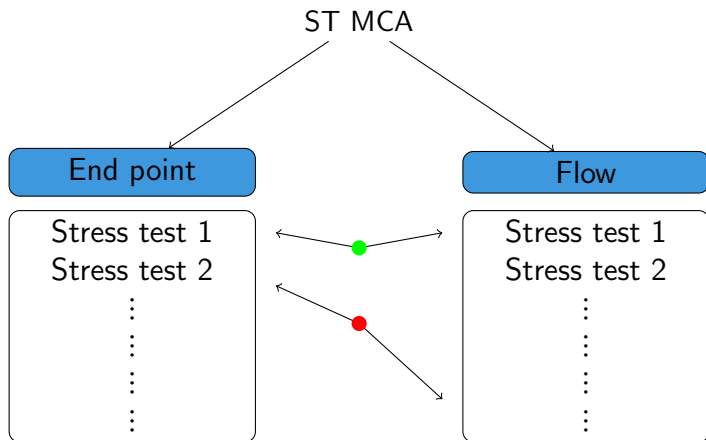 ST MCA
End point
Flow
Stress test 1
Stress test 2
Stress test 1
Stress test 2